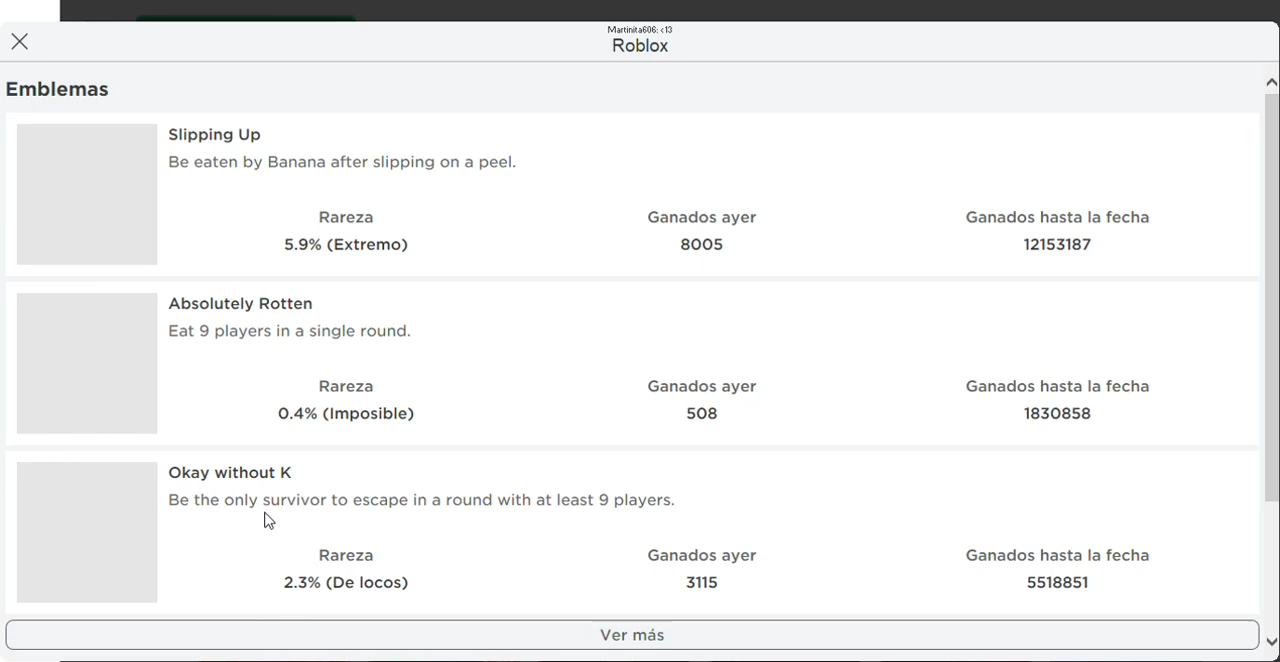 Martinita606: <13
Roblox
Emblemas
Slipping Up
Be eaten by Banana after slipping on a peel.
Rareza Ganados ayer Ganados hasta la fecha
5.9% (Extremo) 8005 12153187
Absolutely Rotten
Eat 9 players in a single round.
Rareza Ganados ayer Ganados hasta la fecha
0.4% (Imposible) 508 1830858
Okay without K
Be the only survivor to escape in a round with at least 9 players.
Rareza Ganados ayer Ganados hasta la fecha
2.3% (De locos) 3115 5518851
Ver más